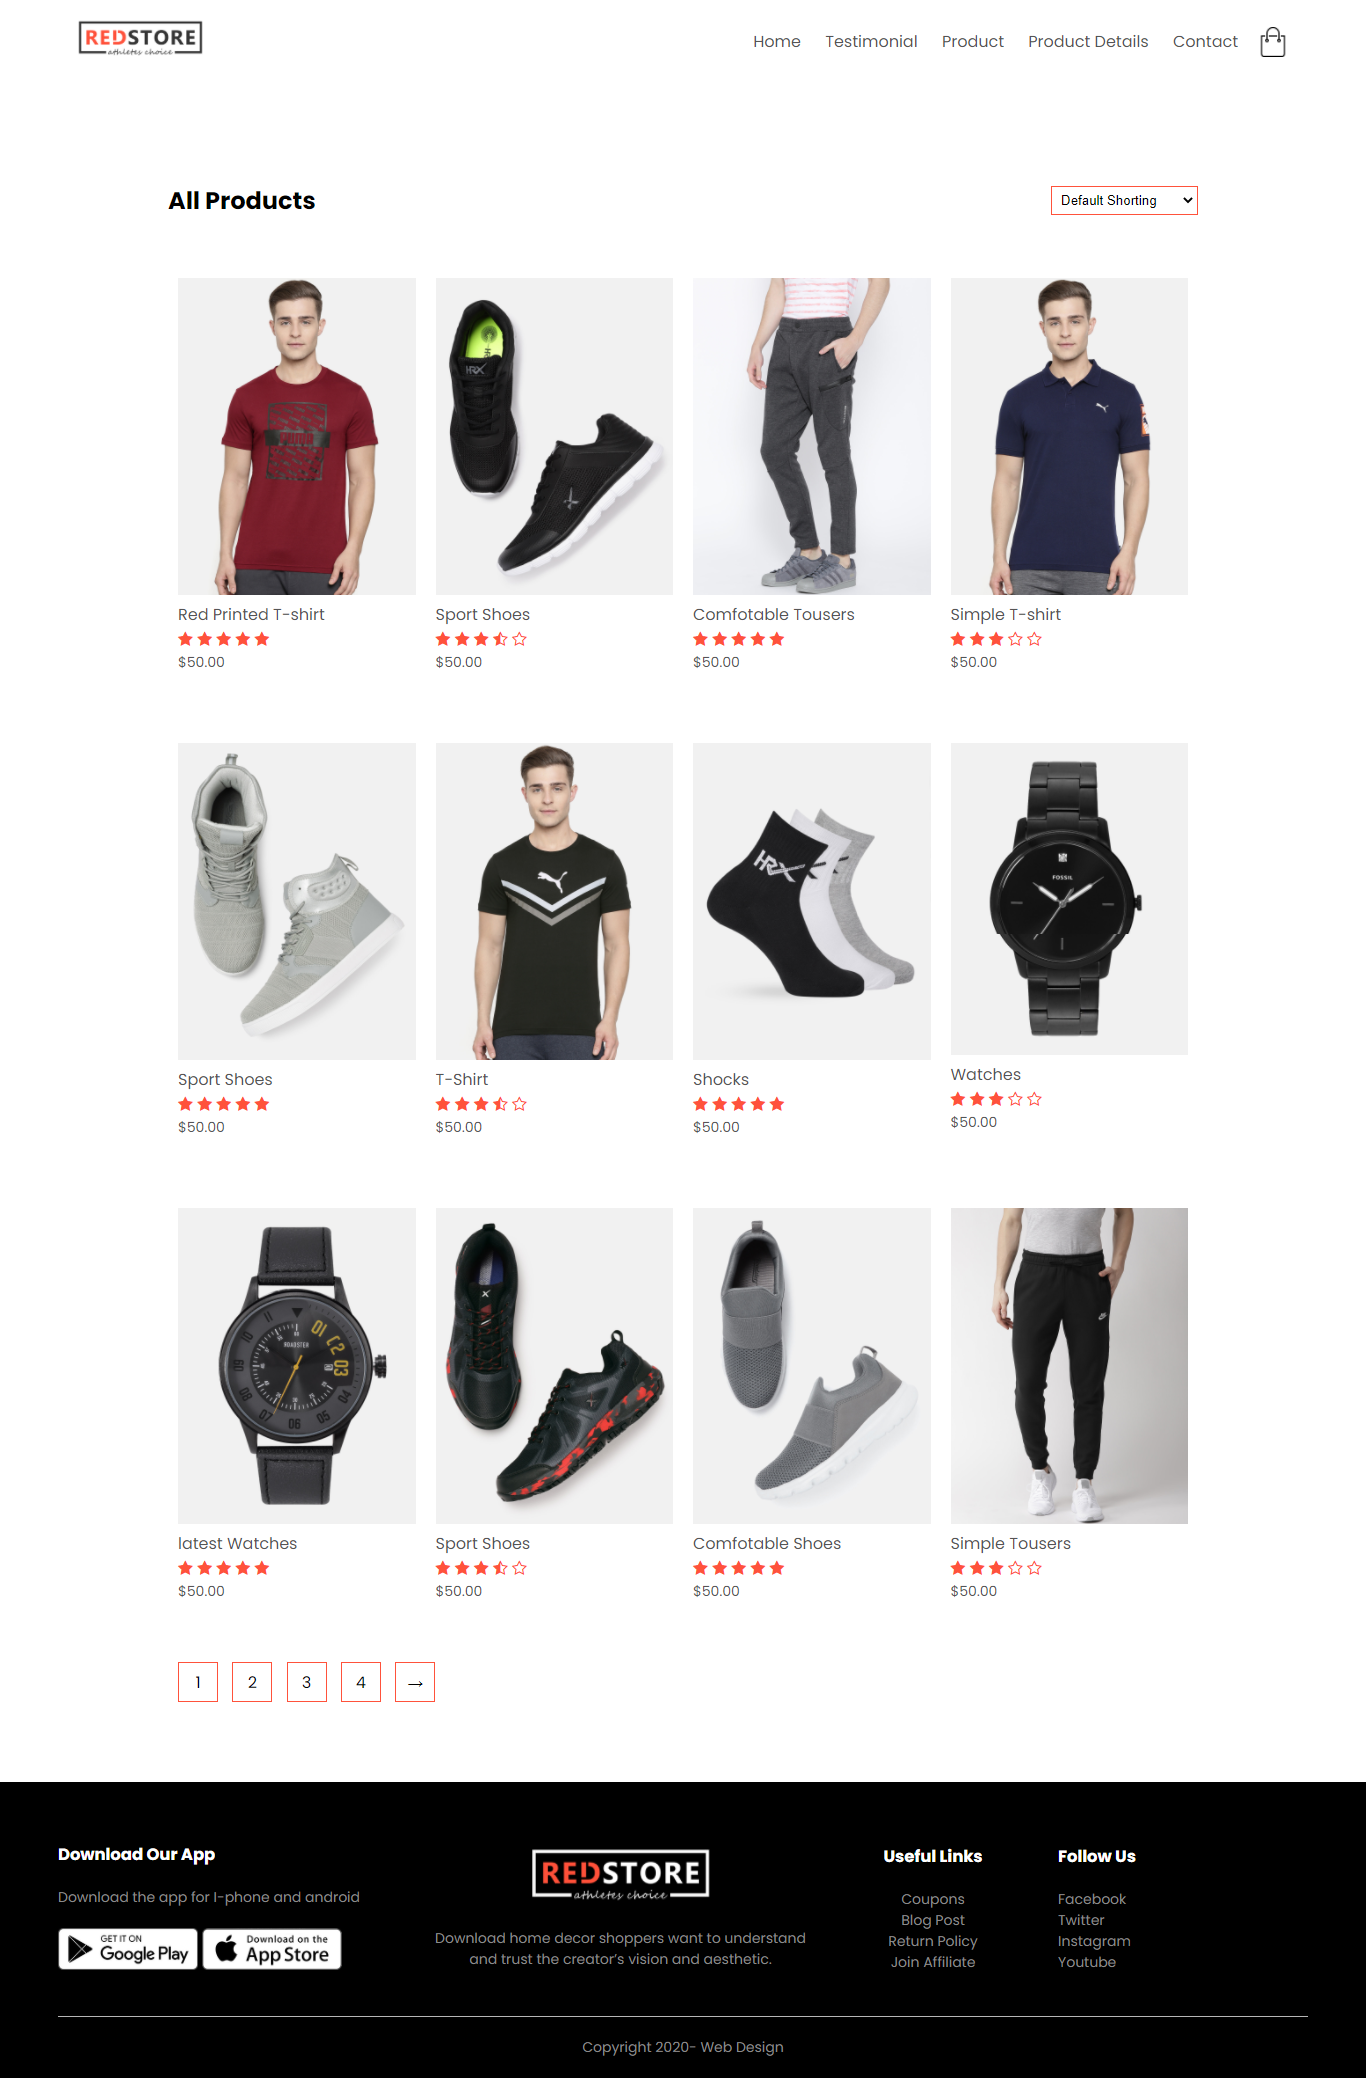 REDSTORE
athletes choice
Home Testimonial Product Product Details Contact
All Products
Default Shorting
HRX
FOSSIL
Red Printed T-shirt
$50.00
Sport Shoes
$50.00
Comfotable Tousers
$50.00
Simple T-shirt
$50.00
Sport Shoes
$50.00
T-Shirt
$50.00
HRX
Shocks
$50.00
Watches
$50.00
ROADSTER
latest Watches
$50.00
Sport Shoes
$50.00
Comfotable Shoes
$50.00
Simple Tousers
$50.00
1 2 3 4 →
Download Our App
Download the app for I-phone and android
GET IT ON
Google Play
Download on the
App Store
REDSTORE
athletes choice
Download home decor shoppers want to understand
and trust the creator's vision and aesthetic.
Useful Links
Coupons
Blog Post
Return Policy
Join Affiliate
Follow Us
Facebook
Twitter
Instagram
Youtube
Copyright 2020- Web Design